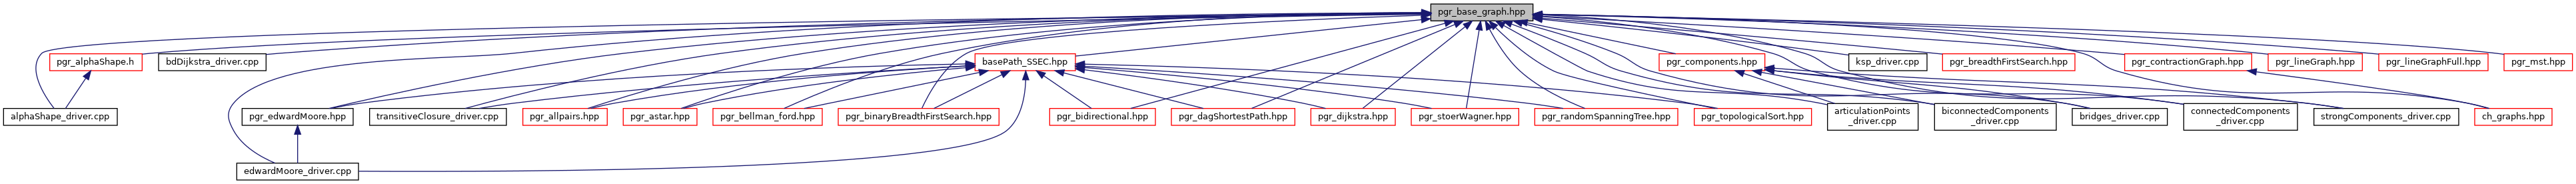 pgr_base_graph.hpp
pgr_alphaShape.h
bdDijkstra_driver.cpp
basePath_SSEC.hpp
pgr_components.hpp
ksp_driver.cpp
pgr_breadthFirstSearch.hpp
pgr_contractionGraph.hpp
pgr_lineGraph.hpp
pgr_lineGraphFull.hpp
pgr_mst.hpp
alphaShape_driver.cpp
pgr_edwardMoore.hpp
transitiveClosure_driver.cpp
pgr_allpairs.hpp
pgr_astar.hpp
pgr_bellman_ford.hpp
pgr_binaryBreadthFirstSearch.hpp
pgr_bidirectional.hpp
pgr_dagShortestPath.hpp
pgr_dijkstra.hpp
pgr_stoerWagner.hpp
pgr_randomSpanningTree.hpp
pgr_topologicalSort.hpp
articulationPoints
_driver.cpp
biconnectedComponents
_driver.cpp
bridges_driver.cpp
connectedComponents
_driver.cpp
strongComponents_driver.cpp
ch_graphs.hpp
edwardMoore_driver.cpp